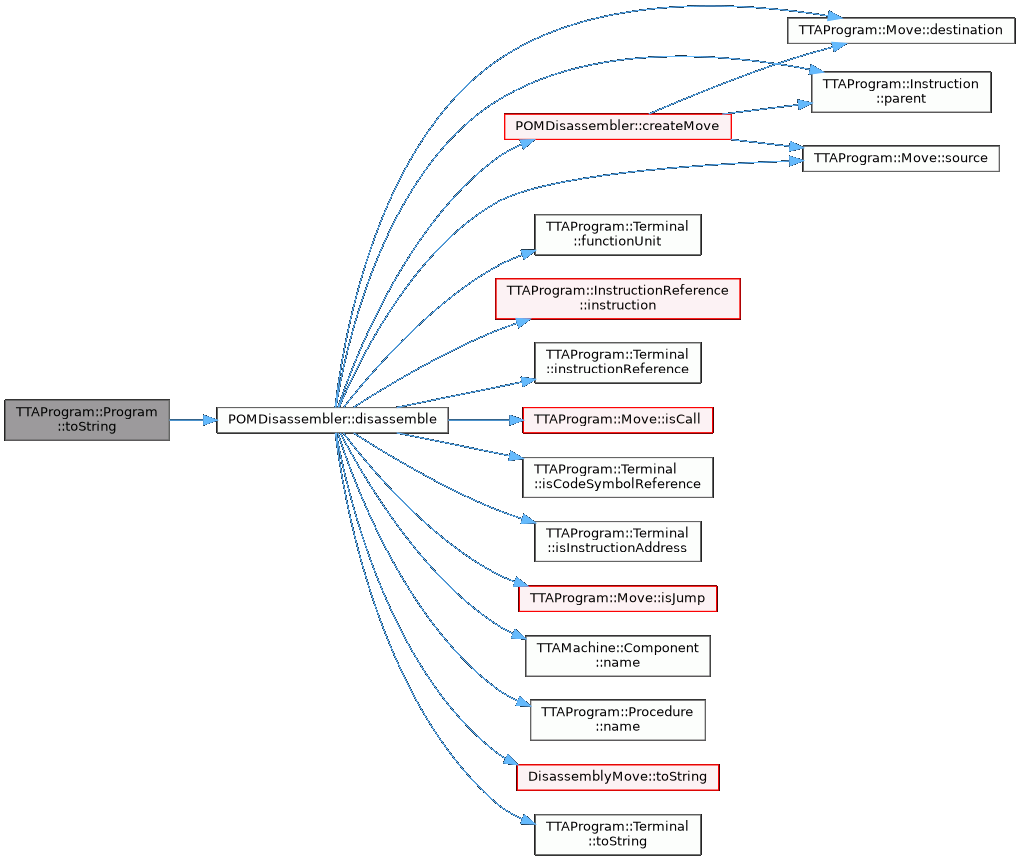 TTAProgram::Move::destination
TTAProgram::Instruction
::parent
POMDisassembler::createMove
TTAProgram::Move::source
TTAProgram::Terminal
::functionUnit
TTAProgram::InstructionReference
::instruction
TTAProgram::Terminal
::instructionReference
TTAProgram::Program
::toString
POMDisassembler::disassemble
TTAProgram::Move::isCall
TTAProgram::Terminal
::isCodeSymbolReference
TTAProgram::Terminal
::isInstructionAddress
TTAProgram::Move::isJump
TTAMachine::Component
::name
TTAProgram::Procedure
::name
DisassemblyMove::toString
TTAProgram::Terminal
::toString